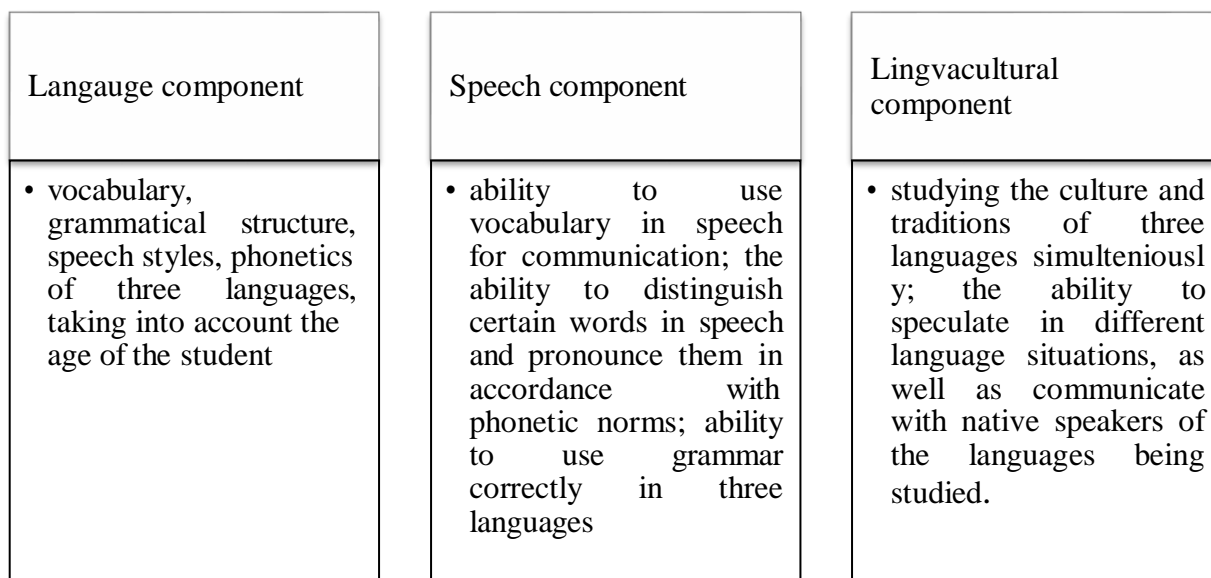 Langauge component
• vocabulary,
grammatical structure,
speech styles, phonetics
of three languages,
taking into account the
age of the student
Speech component
• ability to use
vocabulary in speech
for communication; the
ability to distinguish
certain words in speech
and pronounce them in
accordance with
phonetic norms; ability
to use grammar
correctly in three
languages
Lingvacultural
component
• studying the culture and
traditions of three
languages simulteniousl
y; the ability to
speculate in different
language situations, as
well as communicate
with native speakers of
the languages being
studied.